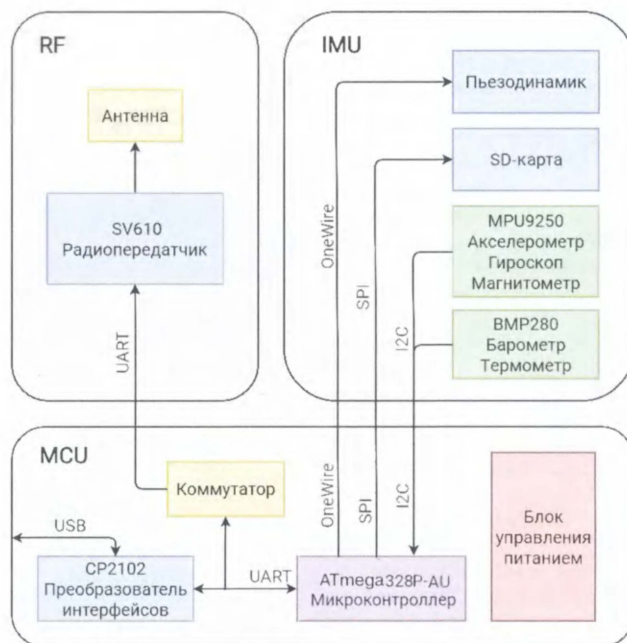 RF
Антенна
SV610
Радиопередатчик
UART
IMU
Пьезодинамик
SD-карта
MPU9250
Акселерометр
Гироскоп
Магнитометр
BMP280
Барометр
Термометр
OneWire
SPI
I2C
MCU
Коммутатор
USB
CP2102
Преобразователь
интерфейсов
UART
OneWire
SPI
I2C
ATmega328P-AU
Микроконтроллер
Блок
управления
питанием